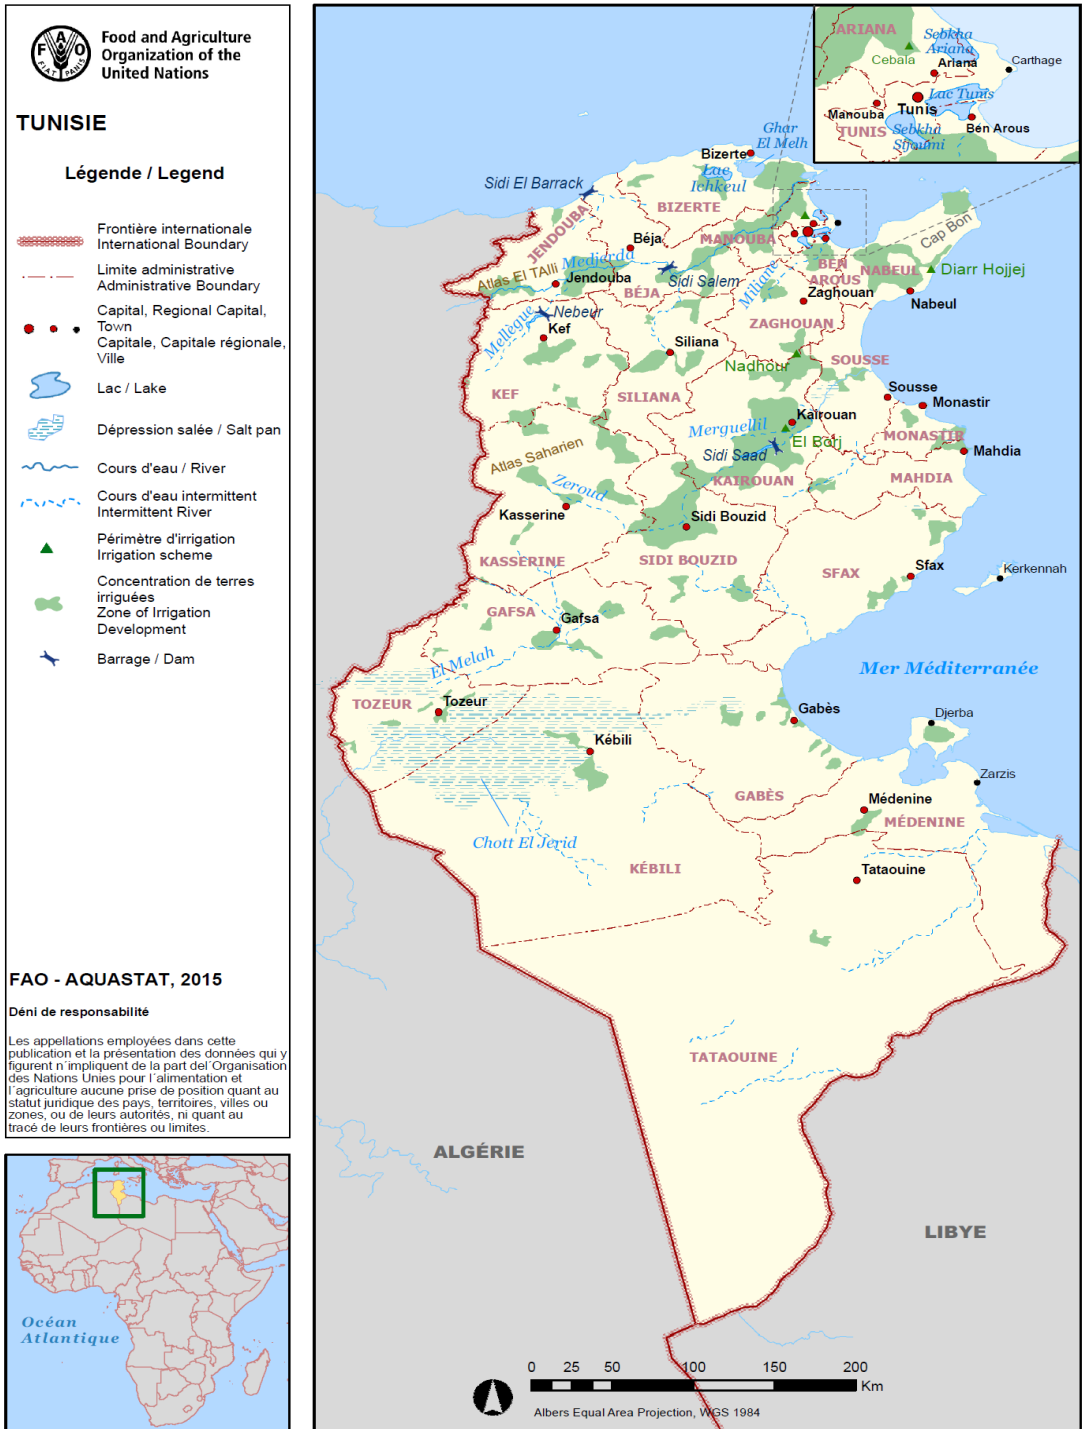 F A O
FIAT PANIS
Food and Agriculture
Organization of the
United Nations
TUNISIE
Légende / Legend
Frontière internationale
International Boundary
Limite administrative
Administrative Boundary
Capital, Regional Capital,
Town
Capitale, Capitale régionale,
Ville
Lac / Lake
Dépression salée / Salt pan
Cours d'eau / River
Cours d'eau intermittent
Intermittent River
Périmètre d'irrigation
Irrigation scheme
Concentration de terres
irriguées
Zone of Irrigation
Development
Barrage / Dam
FAO - AQUASTAT, 2015
Déni de responsabilité
Les appellations employées dans cette
publication et la présentation des données qui y
figurent n'impliquent de la part del'Organisation
des Nations Unies pour l'alimentation et
l'agriculture aucune prise de position quant au
statut juridique des pays, territoires, villes ou
zones, ou de leurs autorités, ni quant au
tracé de leurs frontières ou limites.
Océan
Atlantique
ARIANA
Sebkha
Ariana
Cebala
Ariana
Carthage
Lac Tunis
Manouba
Tunis
TUNIS
Sebkha
Sijoumi
Ben Arous
Ghar
El Melh
Bizerte
Lac
Ichkeul
Sidi El Barrack
BIZERTE
JENDOUBA
Béja
MANOUBA
Cap Bon
Medjerda
Atlas El TAlli
Jendouba
BÉJA
Sidi Salem
Miliane
BEN
AROUS
NABEUL
Diarr Hojjej
Zaghouan
Nabeul
Nebeur
Mellègue
Kef
ZAGHOUAN
Siliana
Nadhour
SOUSSE
KEF
SILIANA
Sousse
Monastir
Kairouan
Merguellil
El Borj
MONASTIR
Mahdia
Sidi Saad
Atlas Saharien
KAIROUAN
MAHDIA
Zeroud
Kasserine
Sidi Bouzid
KASSERINE
SIDI BOUZID
SFAX
Sfax
Kerkennah
GAFSA
Gafsa
El Melah
Mer Méditerranée
TOZEUR
Tozeur
Gabès
Djerba
Kébili
Zarzis
GABÈS
Médenine
MÉDENINE
Chott El Jerid
KÉBILI
Tataouine
TATAOUINE
ALGÉRIE
LIBYE
0 25 50 100 150 200
Km
Albers Equal Area Projection, WGS 1984